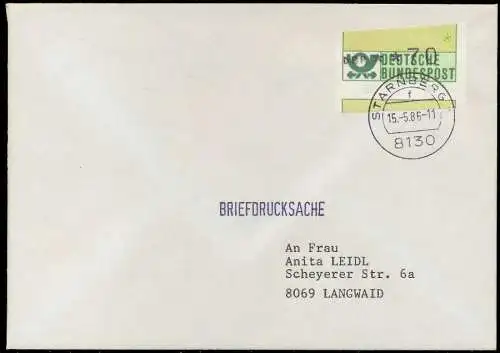 *70
DEUTSCHE
BUNDESPOST
STARNBERG
f
15.-5.86-11
8130
BRIEFDRUCKSACHE
An Frau
Anita LEIDL
Scheyerer Str. 6a
8069 LANGWAID